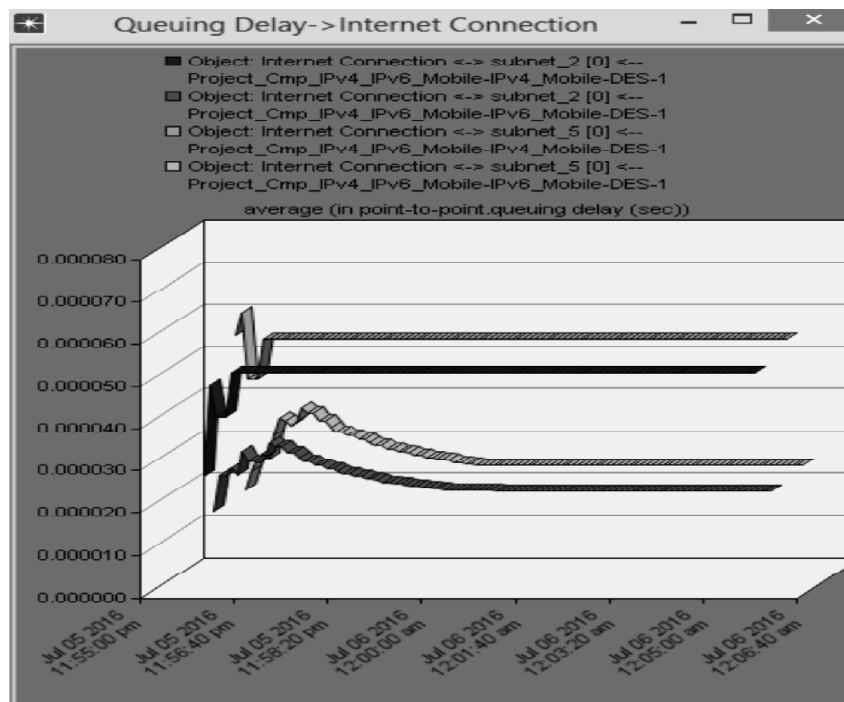 Queuing Delay->Internet Connection
Object: Internet Connection <-> subnet_2 [0] <--
Project_Cmp_IPv4_IPv6_Mobile-IPv4_Mobile-DES-1
Object: Internet Connection <-> subnet_2 [0] <--
Project_Cmp_IPv4_IPv6_Mobile-IPv6_Mobile-DES-1
Object: Internet Connection <-> subnet_5 [0] <--
Project_Cmp_IPv4_IPv6_Mobile-IPv4_Mobile-DES-1
Object: Internet Connection <-> subnet_5 [0] <--
Project_Cmp_IPv4_IPv6_Mobile-IPv6_Mobile-DES-1
average (in point-to-point.queuing delay (sec))
0.000080
0.000070
0.000060
0.000050
0.000040
0.000030
0.000020
0.000010
0.000000
Jul 05 2016
11:55:00 pm
Jul 05 2016
11:56:40 pm
Jul 05 2016
11:58:20 pm
Jul 06 2016
12:00:00 am
Jul 06 2016
12:01:40 am
Jul 06 2016
12:03:20 am
Jul 06 2016
12:05:00 am
Jul 06 2016
12:06:40 am